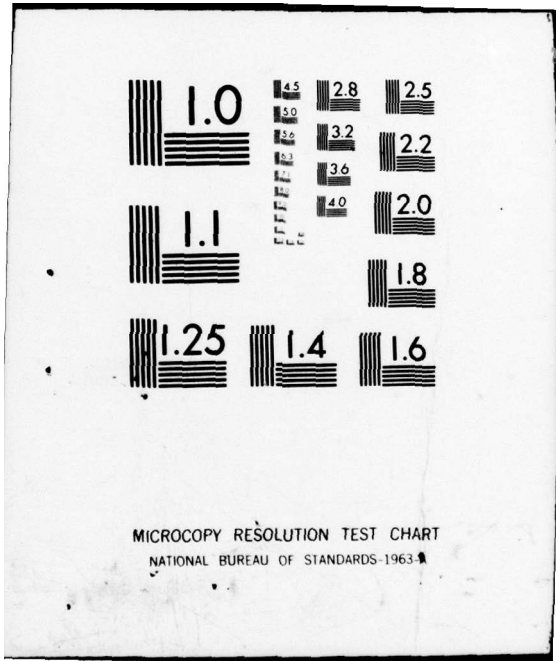 1.0 4.5 2.8 2.5
5.0
5.6 3.2 2.2
6.3 3.6
1.1 4.0 2.0
1.8
1.25 1.4 1.6
MICROCOPY RESOLUTION TEST CHART
NATIONAL BUREAU OF STANDARDS-1963-A